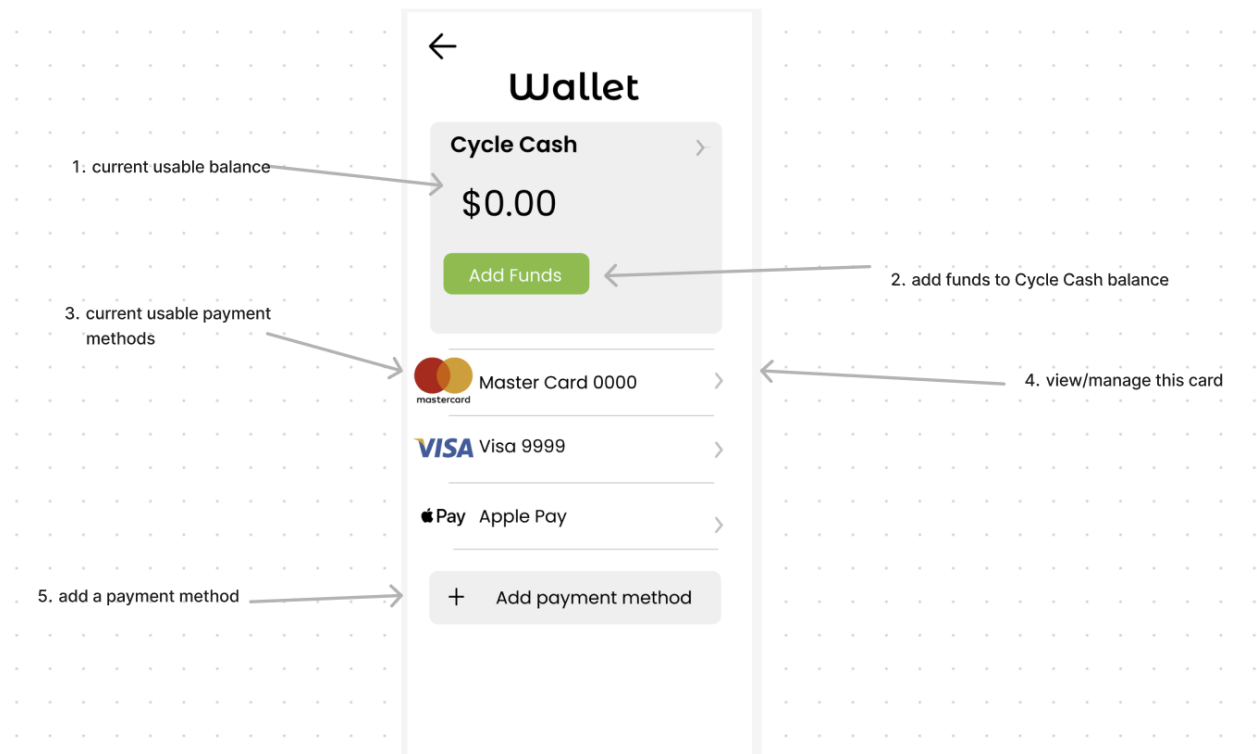 Wallet
Cycle Cash
1. current usable balance
$0.00
Add Funds
2. add funds to Cycle Cash balance
3. current usable payment
methods
mastercard
Master Card 0000
4. view/manage this card
VISA
Visa 9999
Pay
Apple Pay
5. add a payment method
+ Add payment method